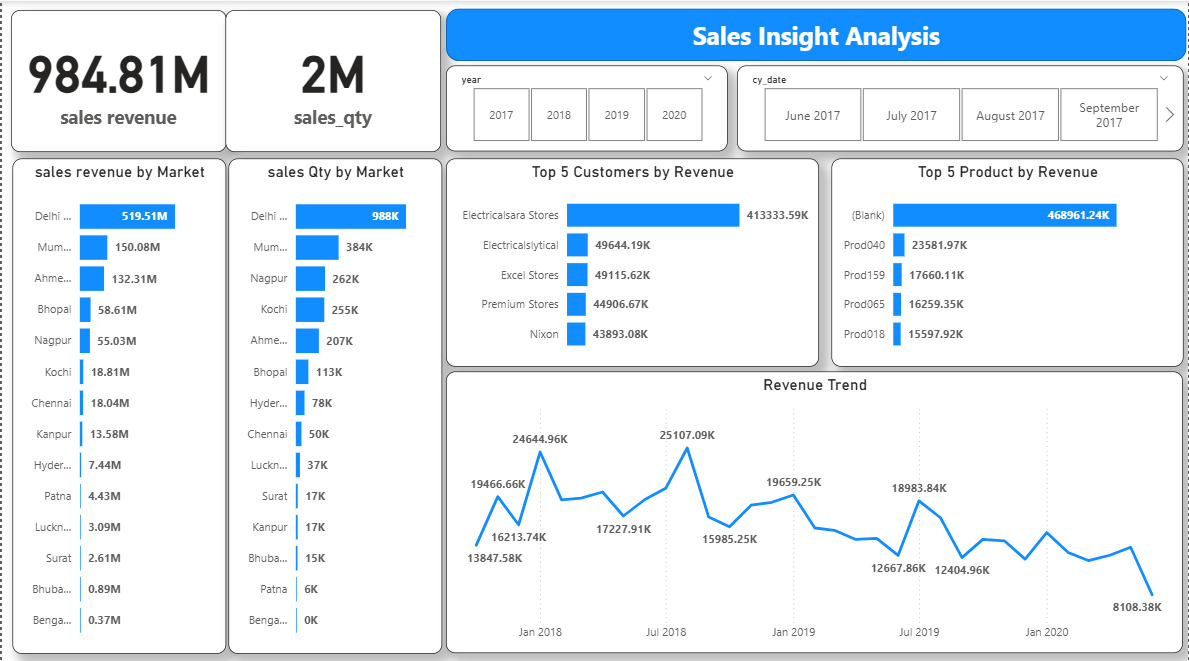 984.81M
sales revenue
2M
sales_qty
Sales Insight Analysis
year
2017
2018
2019
2020
cy_date
June 2017
July 2017
August 2017
September
2017
sales revenue by Market
Delhi ... 519.51M
Mum... 150.08M
Ahme... 132.31M
Bhopal 58.61M
Nagpur 55.03M
Kochi 18.81M
Chennai 18.04M
Kanpur 13.58M
Hyder... 7.44M
Patna 4.43M
Luckn... 3.09M
Surat 2.61M
Bhuba... 0.89M
Benga... 0.37M
sales Qty by Market
Delhi ... 988K
Mum... 384K
Nagpur 262K
Kochi 255K
Ahme... 207K
Bhopal 113K
Hyder... 78K
Chennai 50K
Luckn... 37K
Surat 17K
Kanpur 17K
Bhuba... 15K
Patna 6K
Benga... 0K
Top 5 Customers by Revenue
Electricalsara Stores 413333.59K
Electricalslytical 49644.19K
Excel Stores 49115.62K
Premium Stores 44906.67K
Nixon 43893.08K
Top 5 Product by Revenue
(Blank) 468961.24K
Prod040 23581.97K
Prod159 17660.11K
Prod065 16259.35K
Prod018 15597.92K
Revenue Trend
13847.58K
19466.66K
16213.74K
24644.96K
17227.91K
25107.09K
15985.25K
19659.25K
12667.86K
18983.84K
12404.96K
8108.38K
Jan 2018
Jul 2018
Jan 2019
Jul 2019
Jan 2020